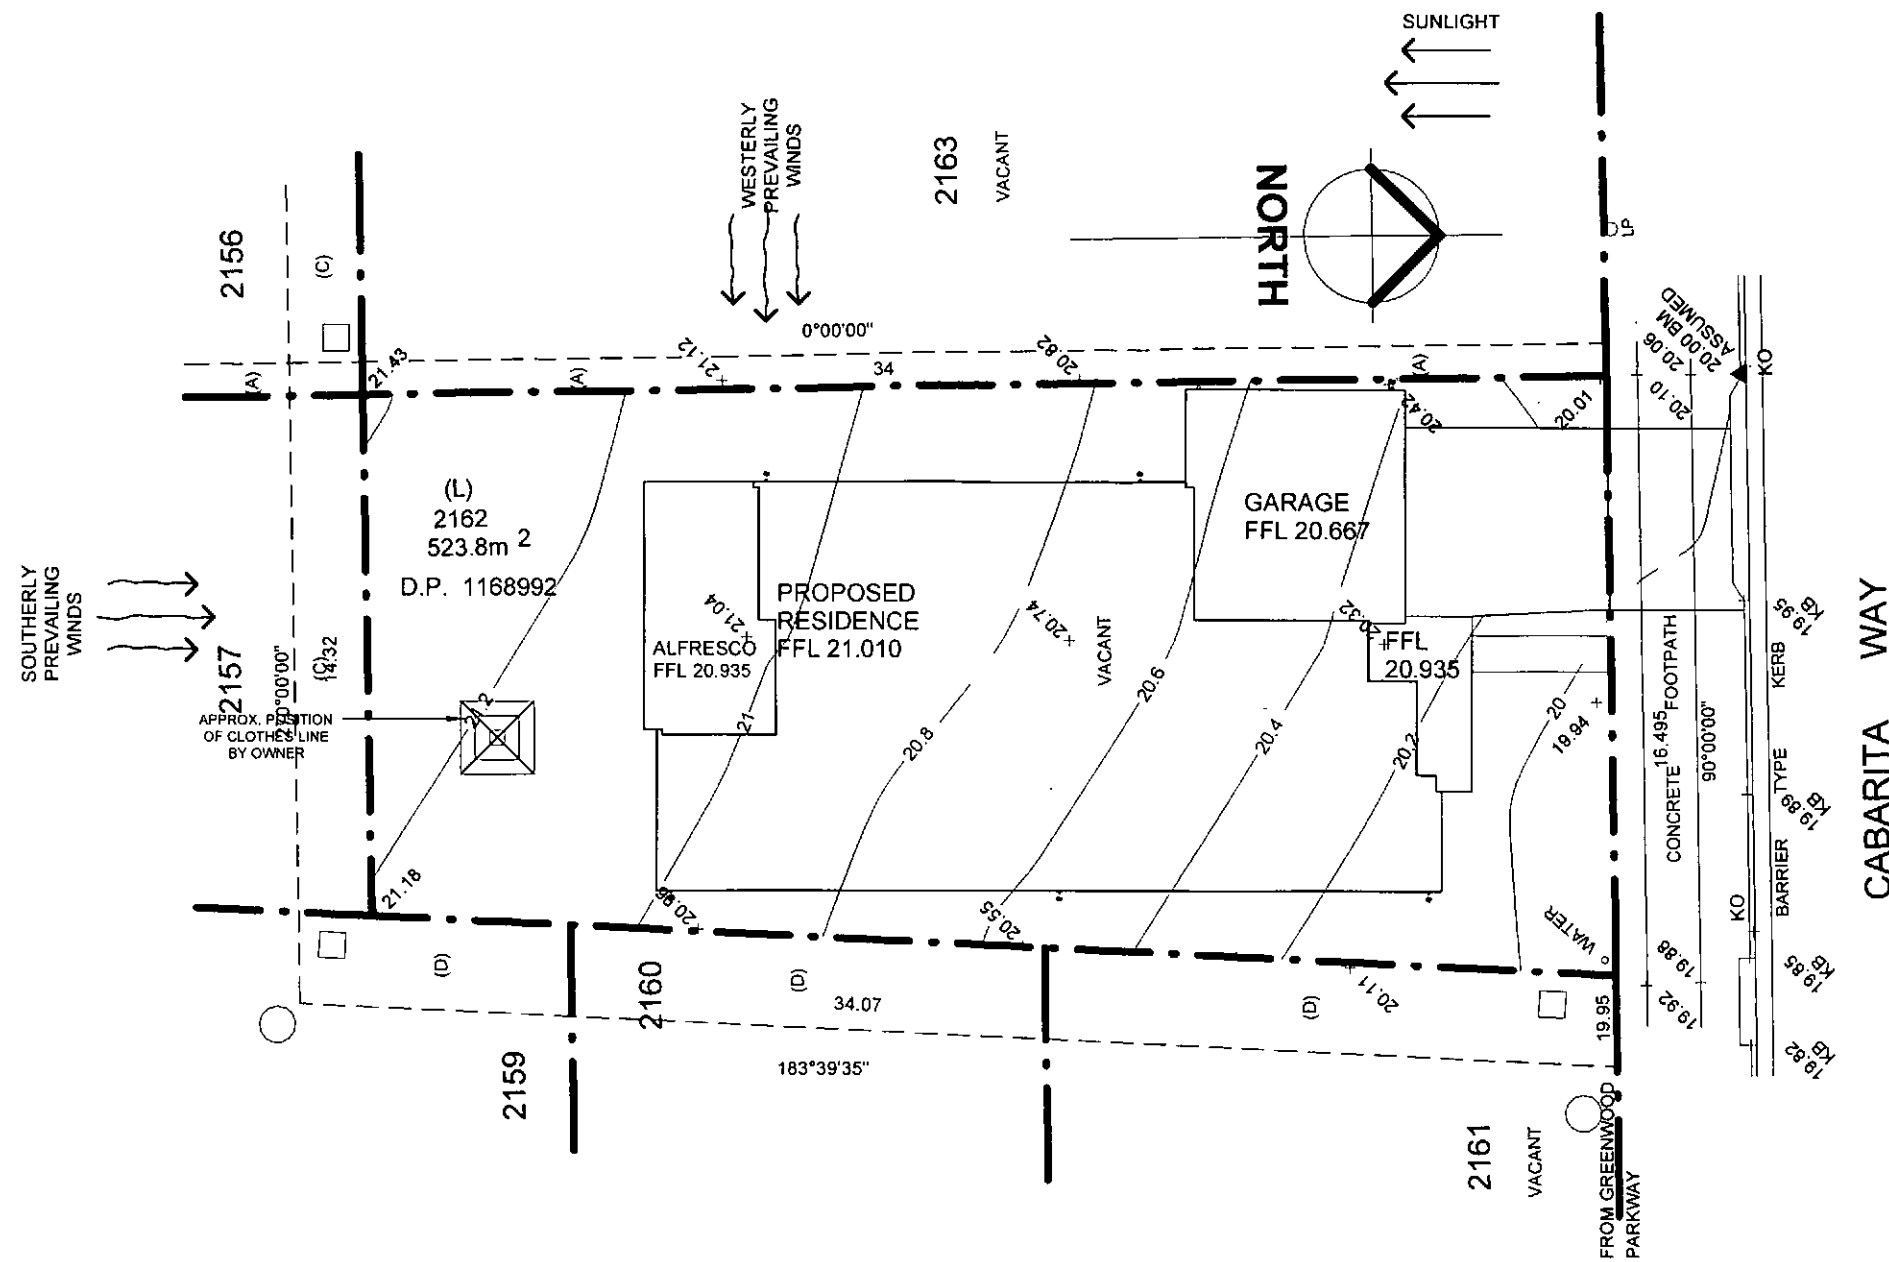 SUNLIGHT
WESTERLY
PREVAILING
WINDS
2163
VACANT
NORTH
LP
2156
(C)
0°00'00"
20.00 BM
ASSUMED
20.06
20.10
KO
(A)
21.43
(A)
21.12
34
20.82
(A)
20.42
20.01
(L)
2162
523.8m 2
D.P. 1168992
GARAGE
FFL 20.667
SOUTHERLY
PREVAILING
WINDS
2157
(C)
14.32
APPROX. POSITION
OF CLOTHES LINE
BY OWNER
21.2
21.04
ALFRESCO
FFL 20.935
PROPOSED
RESIDENCE
FFL 21.010
21
20.8
20.74
VACANT
20.6
20.4
20.32
FFL
20.935
20.2
20
19.94
16.495
CONCRETE FOOTPATH
90°00'00"
BARRIER TYPE KERB
19.95
KB
19.89
KB
CABARITA WAY
21.18
20.96
20.55
WATER
19.88
19.92
KO
19.85
KB
19.82
KB
(D)
2160
(D)
34.07
(D)
20.11
19.95
2159
183°39'35"
2161
VACANT
FROM GREENWOOD
PARKWAY